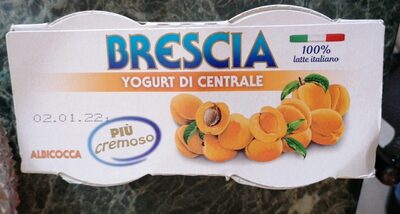 BRESCIA
YOGURT DI CENTRALE
100%
latte italiano
02.01.22
PIÙ
cremoso
ALBICOCCA